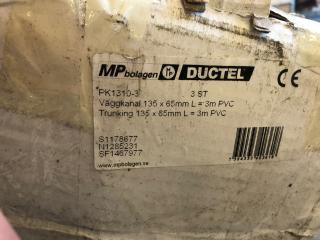 MPbolagen DUCTEL CE
PK1310-3 3 ST
Väggkanal 135 x 65mm L = 3m PVC
Trunking 135 x 65mm L = 3m PVC
S1178677
N1285231
SF1467977
www.mpbolagen.se